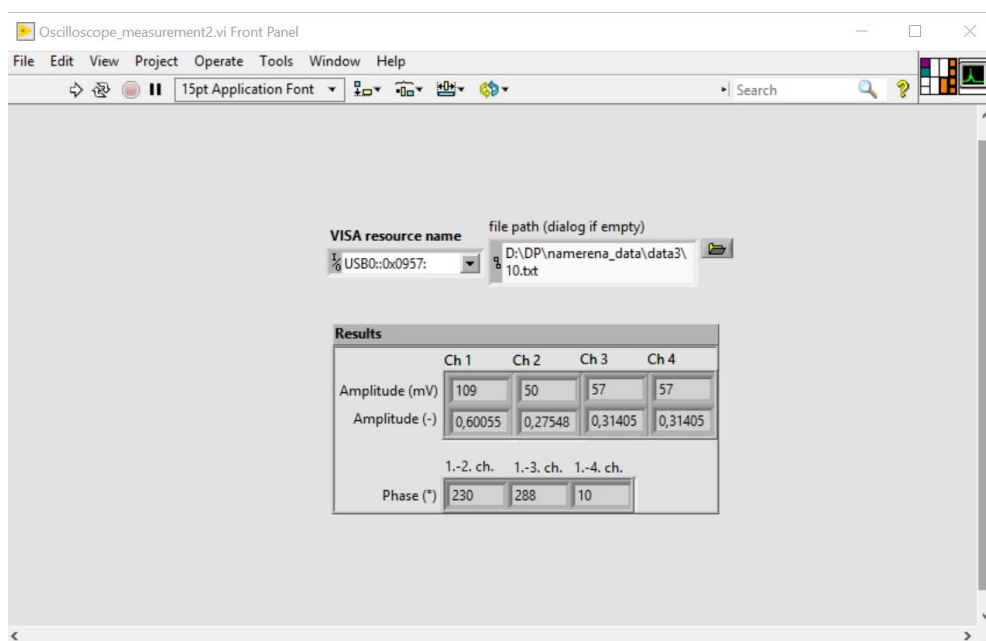 Oscilloscope_measurement2.vi Front Panel
File Edit View Project Operate Tools Window Help
15pt Application Font
Search
VISA resource name
file path (dialog if empty)
USB0::0x0957:
D:\DP\namerena_data\data3\
10.txt
Results
Ch 1 Ch 2 Ch 3 Ch 4
Amplitude (mV) 109 50 57 57
Amplitude (-) 0,60055 0,27548 0,31405 0,31405
1.-2. ch. 1.-3. ch. 1.-4. ch.
Phase (°) 230 288 10